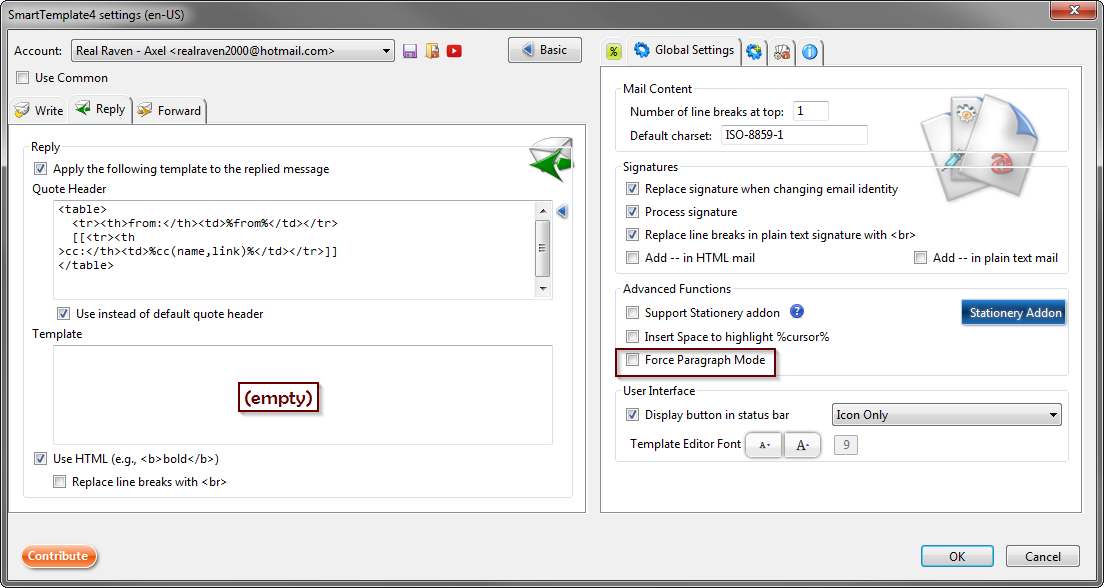 SmartTemplate4 settings (en-US)
Account: Real Raven - Axel <realraven2000@hotmail.com>
Basic
Use Common
Write Reply Forward
Reply
Apply the following template to the replied message
Quote Header
<table>
<tr><th>from:</th><td>%from%</td></tr>
[[<tr><th
>cc:</th><td>%cc(name,link)%</td></tr>]]
</table>
Use instead of default quote header
Template
(empty)
Use HTML (e.g., <b>bold</b>)
Replace line breaks with <br>
% Global Settings
Mail Content
Number of line breaks at top: 1
Default charset: ISO-8859-1
Signatures
Replace signature when changing email identity
Process signature
Replace line breaks in plain text signature with <br>
Add -- in HTML mail Add -- in plain text mail
Advanced Functions
Support Stationery addon ? Stationery Addon
Insert Space to highlight %cursor%
Force Paragraph Mode
User Interface
Display button in status bar Icon Only
Template Editor Font A- A- 9
Contribute
OK Cancel